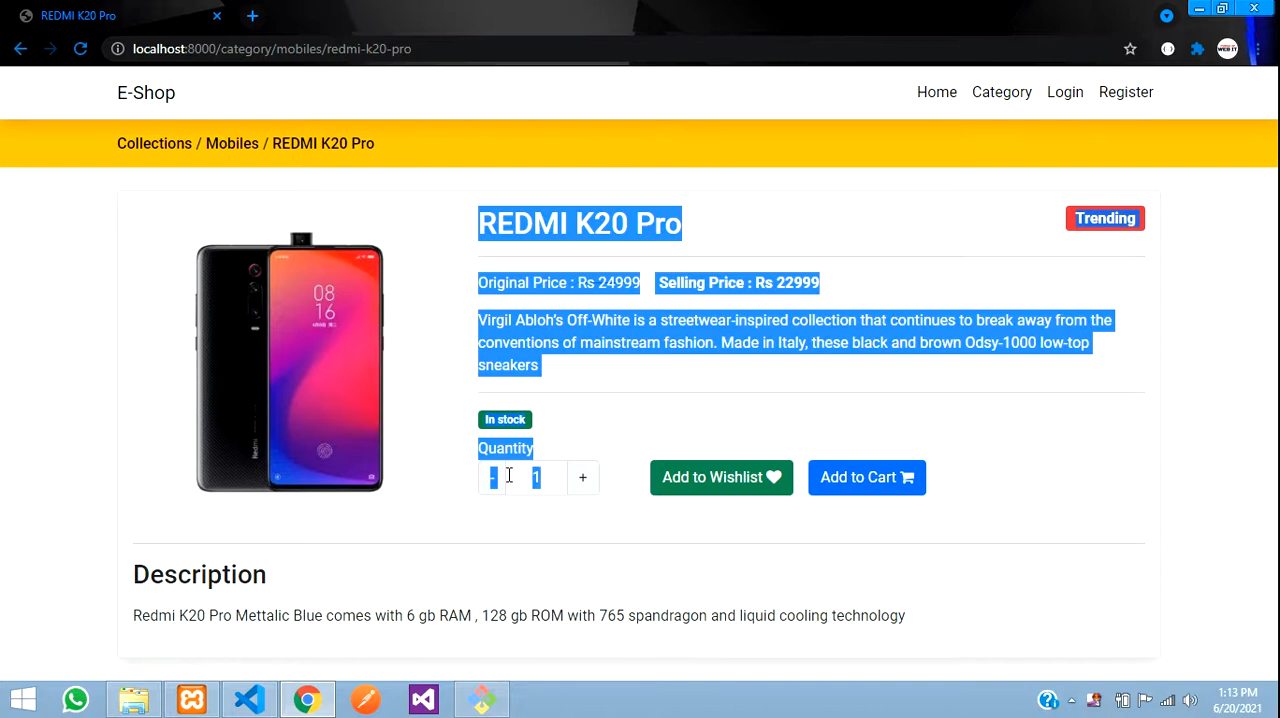 REDMI K20 Pro
localhost:8000/category/mobiles/redmi-k20-pro
WEB IT
E-Shop
Home Category Login Register
Collections / Mobiles / REDMI K20 Pro
REDMI K20 Pro
Trending
Original Price : Rs 24999 Selling Price : Rs 22999
Virgil Abloh's Off-White is a streetwear-inspired collection that continues to break away from the
conventions of mainstream fashion. Made in Italy, these black and brown Odsy-1000 low-top
sneakers
In stock
Quantity
- 1 +
Add to Wishlist
Add to Cart
08
16
Redmi
Description
Redmi K20 Pro Mettalic Blue comes with 6 gb RAM , 128 gb ROM with 765 spandragon and liquid cooling technology
1:13 PM
6/20/2021